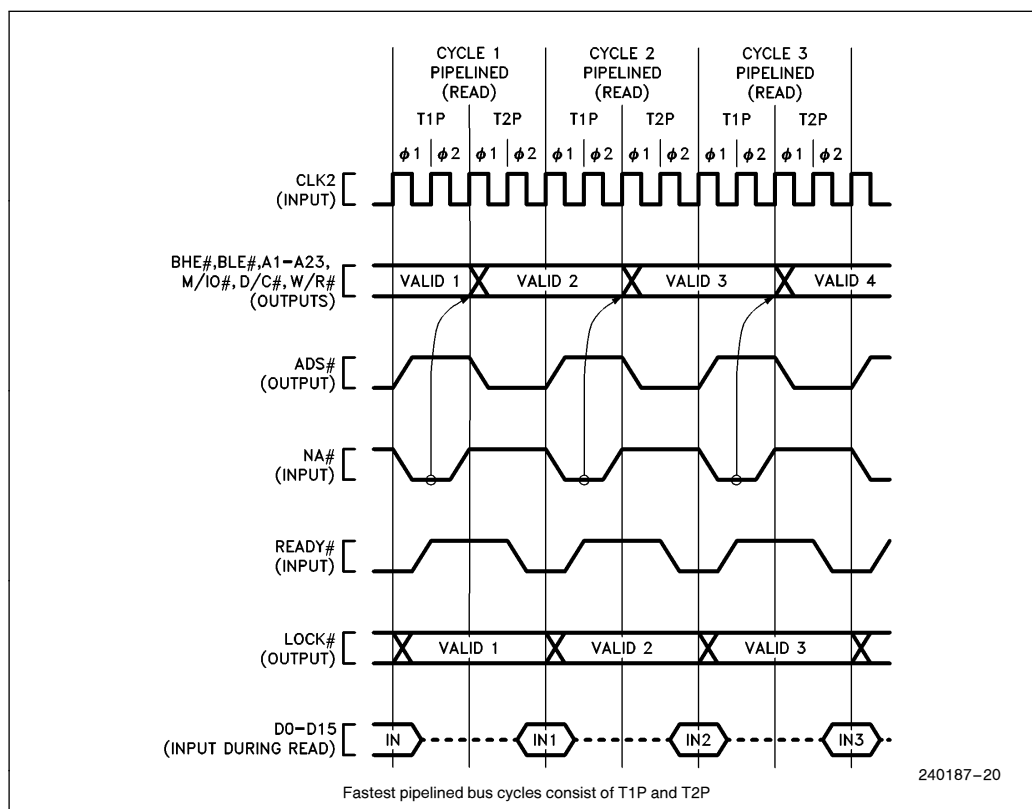 CYCLE 1 CYCLE 2 CYCLE 3
PIPELINED PIPELINED PIPELINED
(READ) (READ) (READ)
T1P T2P T1P T2P T1P T2P
ϕ1 ϕ2 ϕ1 ϕ2 ϕ1 ϕ2 ϕ1 ϕ2 ϕ1 ϕ2 ϕ1 ϕ2
CLK2
(INPUT)
BHE#,BLE#,A1–A23,
M/IO#,D/C#,W/R#
(OUTPUTS)
VALID 1 VALID 2 VALID 3 VALID 4
ADS#
(OUTPUT)
NA#
(INPUT)
READY#
(INPUT)
LOCK#
(OUTPUT)
VALID 1 VALID 2 VALID 3
D0–D15
(INPUT DURING READ)
IN IN1 IN2 IN3
240187–20
Fastest pipelined bus cycles consist of T1P and T2P